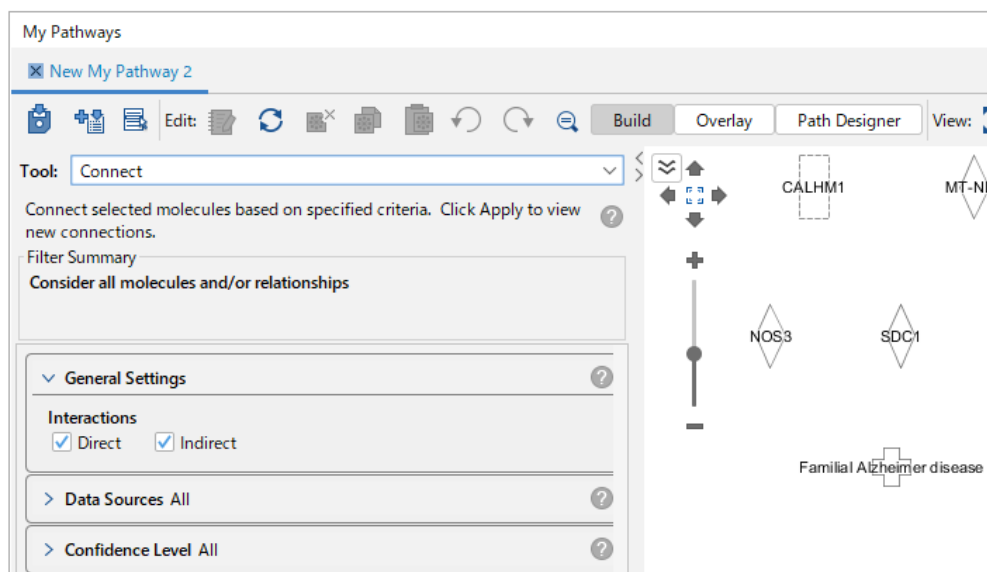 My Pathways
New My Pathway 2
Edit: Build Overlay Path Designer View:
Tool: Connect
Connect selected molecules based on specified criteria. Click Apply to view
new connections.
Filter Summary
Consider all molecules and/or relationships
General Settings
Interactions
Direct Indirect
Data Sources All
Confidence Level All
CALHM1
NOS3 SDC1
Familial Alzheimer disease